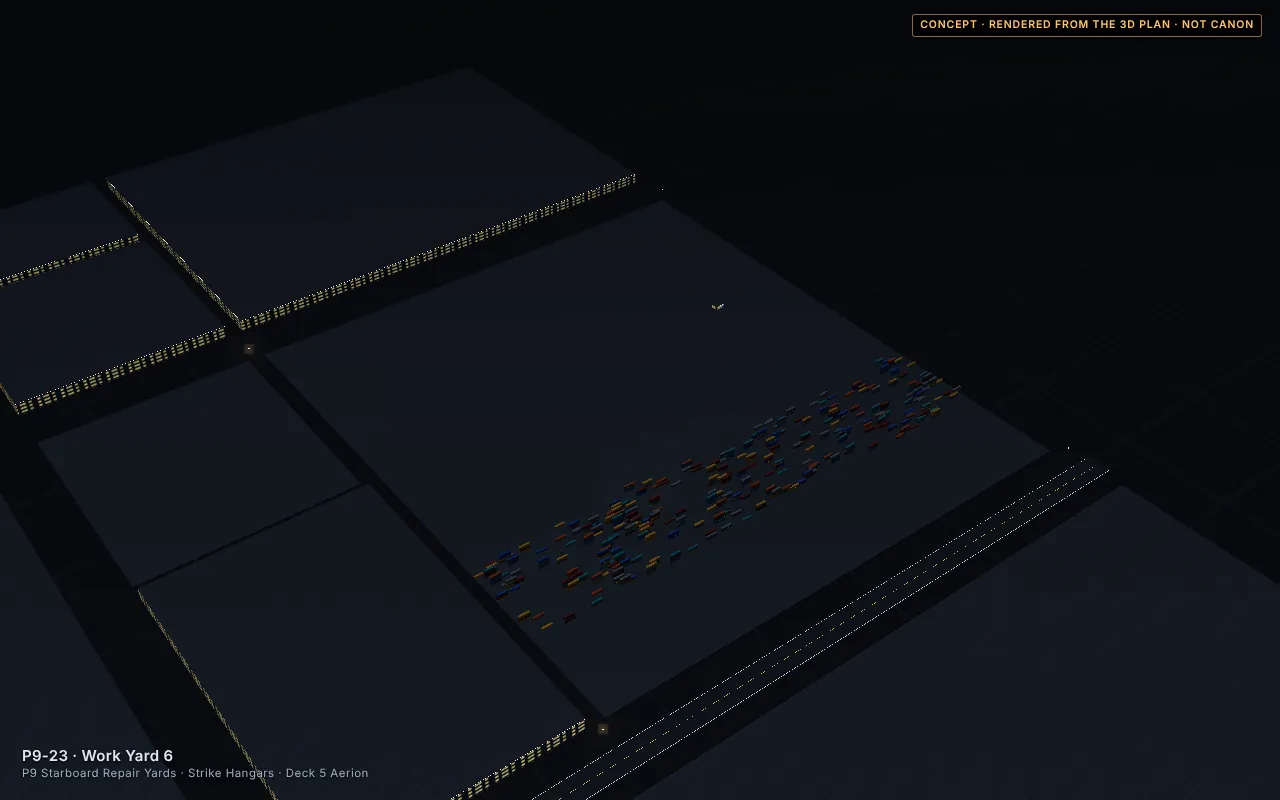 CONCEPT · RENDERED FROM THE 3D PLAN · NOT CANON
P9-23 · Work Yard 6
P9 Starboard Repair Yards · Strike Hangars · Deck 5 Aerion